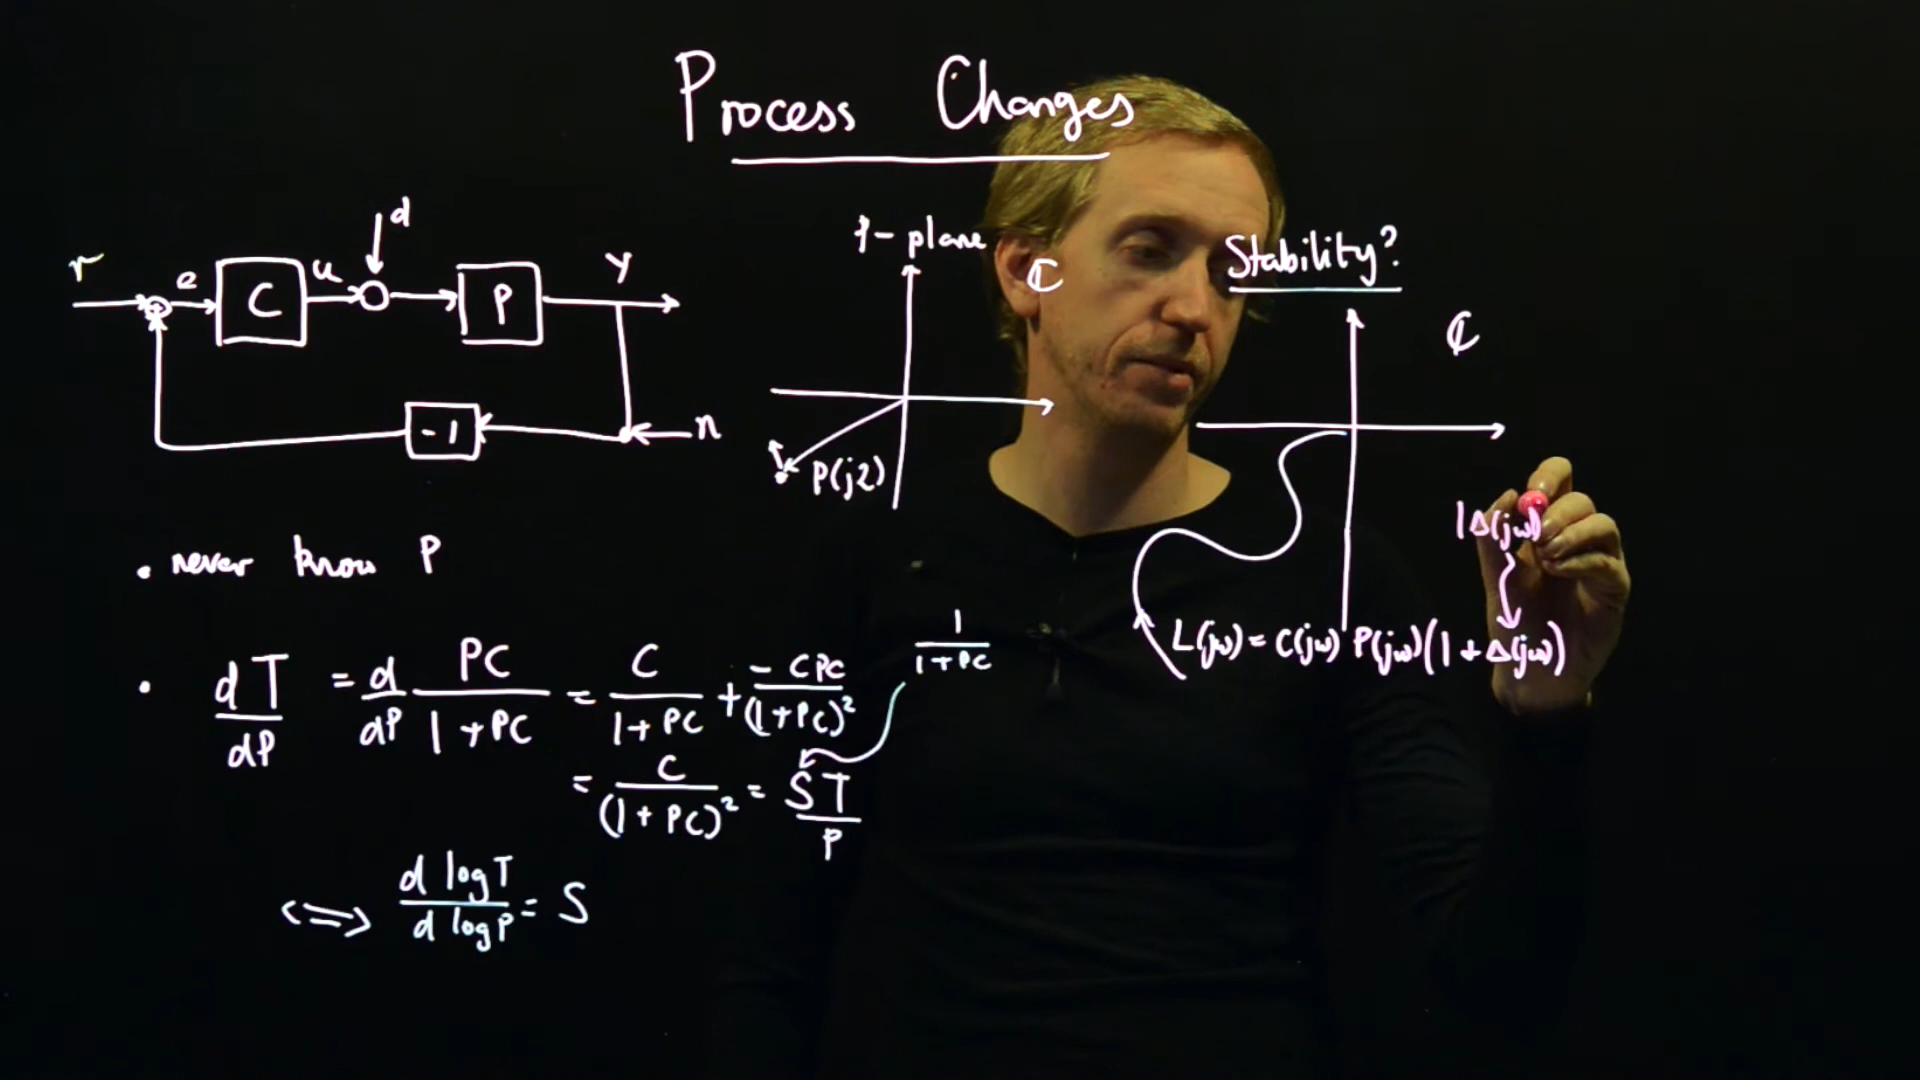 Process Changes
r e C u d P y
-1 n
P-plane
ℂ
P(j2)
Stability?
ℂ
|Δ(jω)
L(jω) = C(jω) P(jω)(1 + Δ(jω))
• never know P
• dT/dP = d/dP PC/(1+PC) = C/(1+PC) + -CPC/(1+PC)²
1/(1+PC)
= C/(1+PC)² = ST/P
<=> d log T/d log P = S